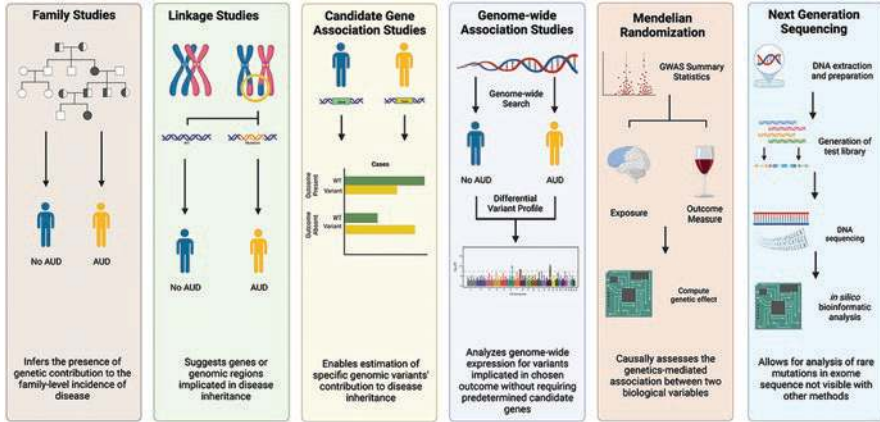 Family Studies
No AUD
AUD
Infers the presence of
genetic contribution to the
family-level incidence of
disease
Linkage Studies
WT
Mutation
No AUD
AUD
Suggests genes or
genomic regions
implicated in disease
inheritance
Candidate Gene
Association Studies
No AUD
AUD
Cases
Outcome
Present
WT
Variant
Outcome
Absent
WT
Variant
Enables estimation of
specific genomic variants'
contribution to disease
inheritance
Genome-wide
Association Studies
Genome-wide
Search
No AUD
AUD
Differential
Variant Profile
Analyzes genome-wide
expression for variants
implicated in chosen
outcome without requiring
predetermined candidate
genes
Mendelian
Randomization
GWAS Summary
Statistics
Exposure
Outcome
Measure
Compute
genetic effect
Causally assesses the
genetics-mediated
association between two
biological variables
Next Generation
Sequencing
DNA extraction
and preparation
Generation of
test library
DNA
sequencing
in silico
bioinformatic
analysis
Allows for analysis of rare
mutations in exome
sequence not visible with
other methods